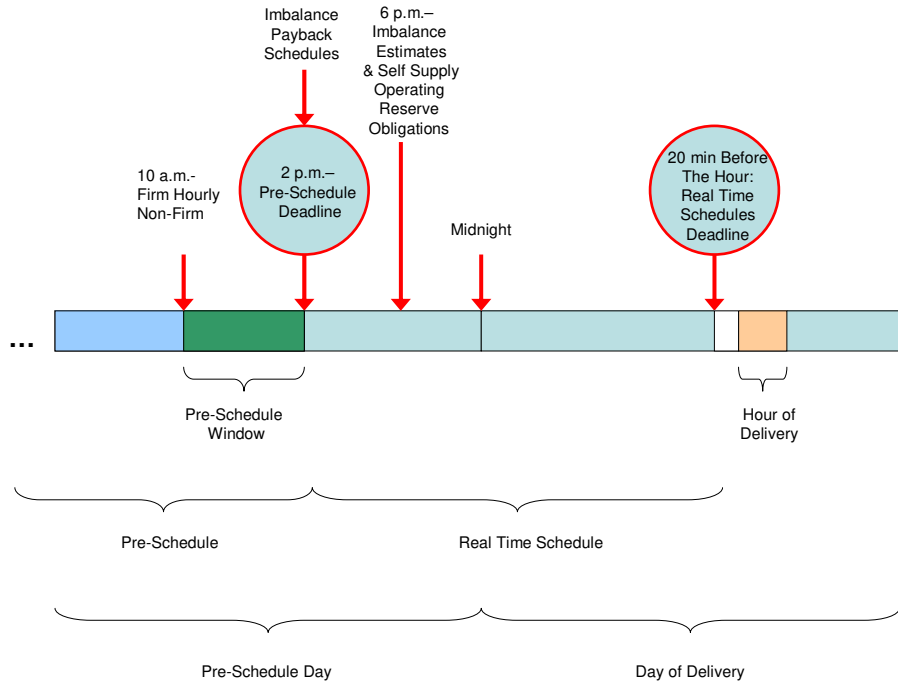 Imbalance
Payback
Schedules
6 p.m.–
Imbalance
Estimates
& Self Supply
Operating
Reserve
Obligations
10 a.m.-
Firm Hourly
Non-Firm
2 p.m.–
Pre-Schedule
Deadline
Midnight
20 min Before
The Hour:
Real Time
Schedules
Deadline
...
Pre-Schedule
Window
Hour of
Delivery
Pre-Schedule
Real Time Schedule
Pre-Schedule Day
Day of Delivery